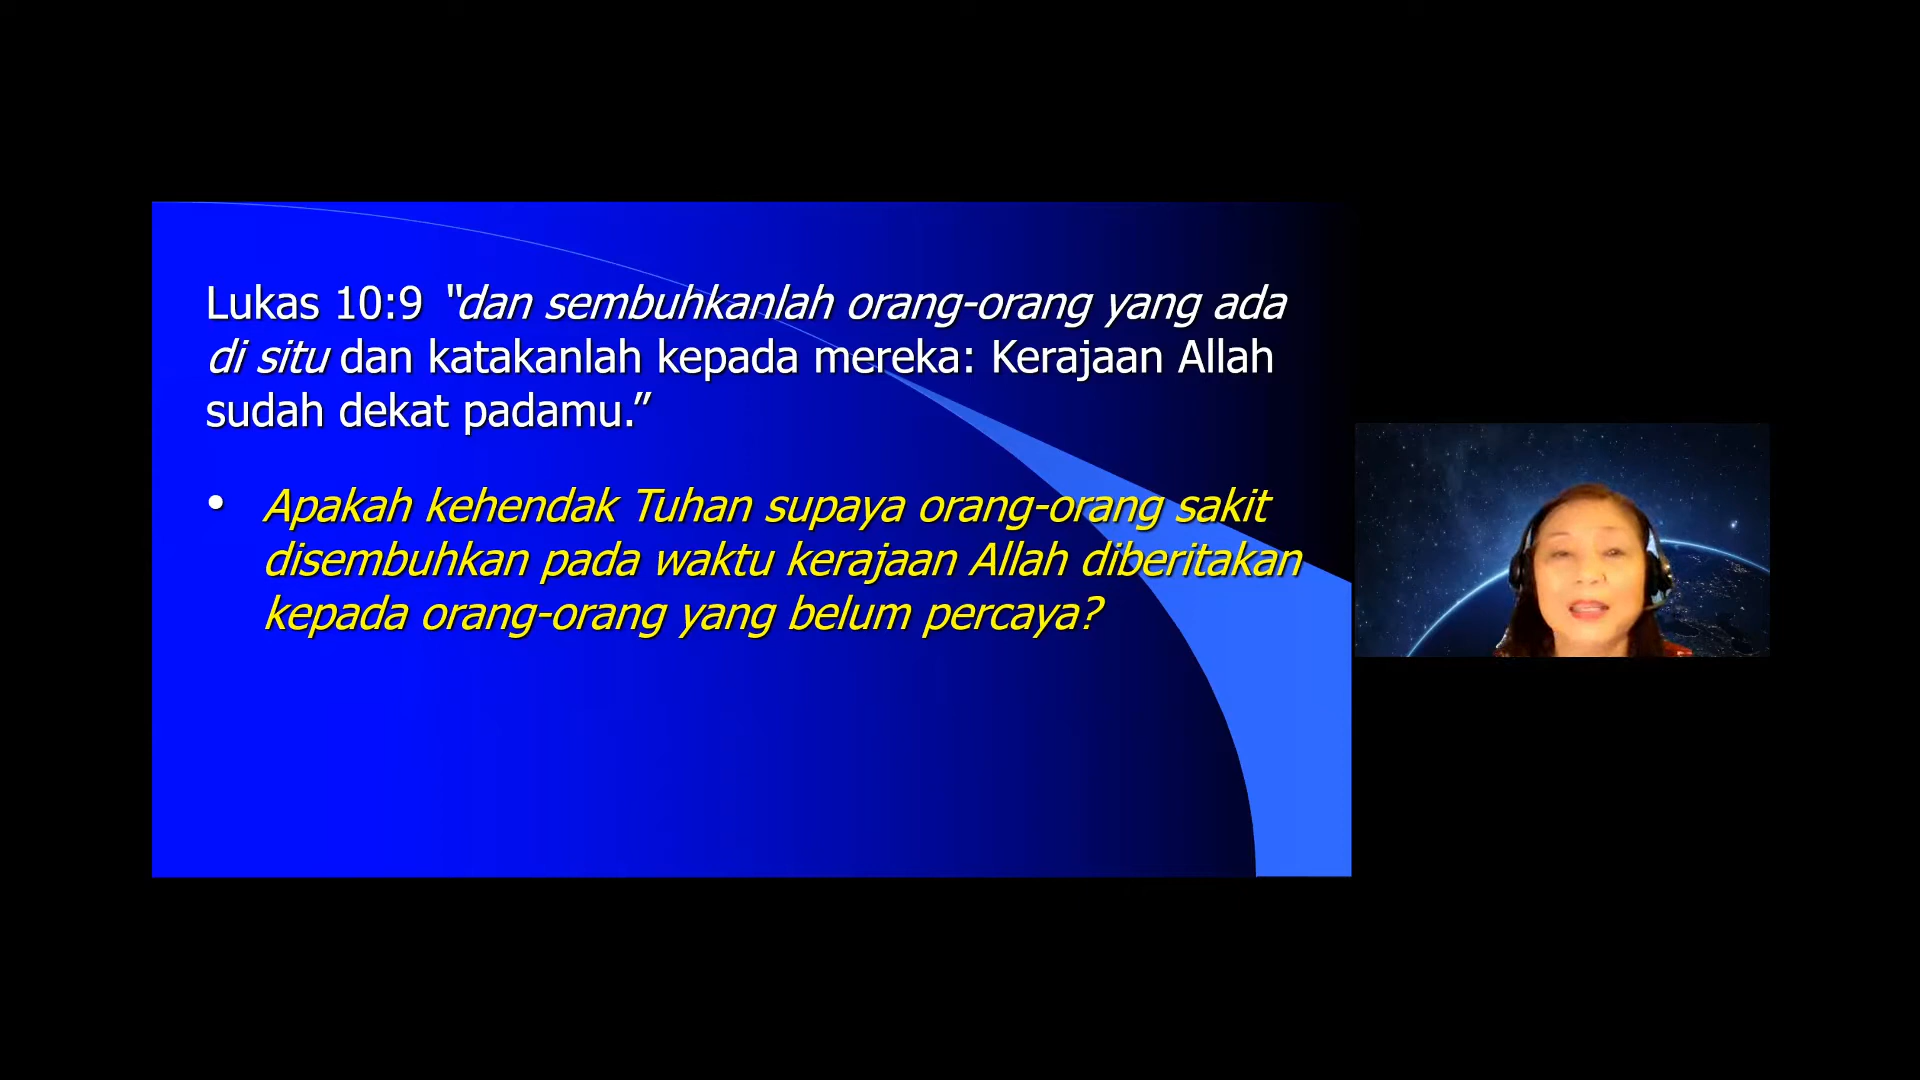 Lukas 10:9 “dan sembuhkanlah orang-orang yang ada
di situ dan katakanlah kepada mereka: Kerajaan Allah
sudah dekat padamu.”
• Apakah kehendak Tuhan supaya orang-orang sakit
disembuhkan pada waktu kerajaan Allah diberitakan
kepada orang-orang yang belum percaya?